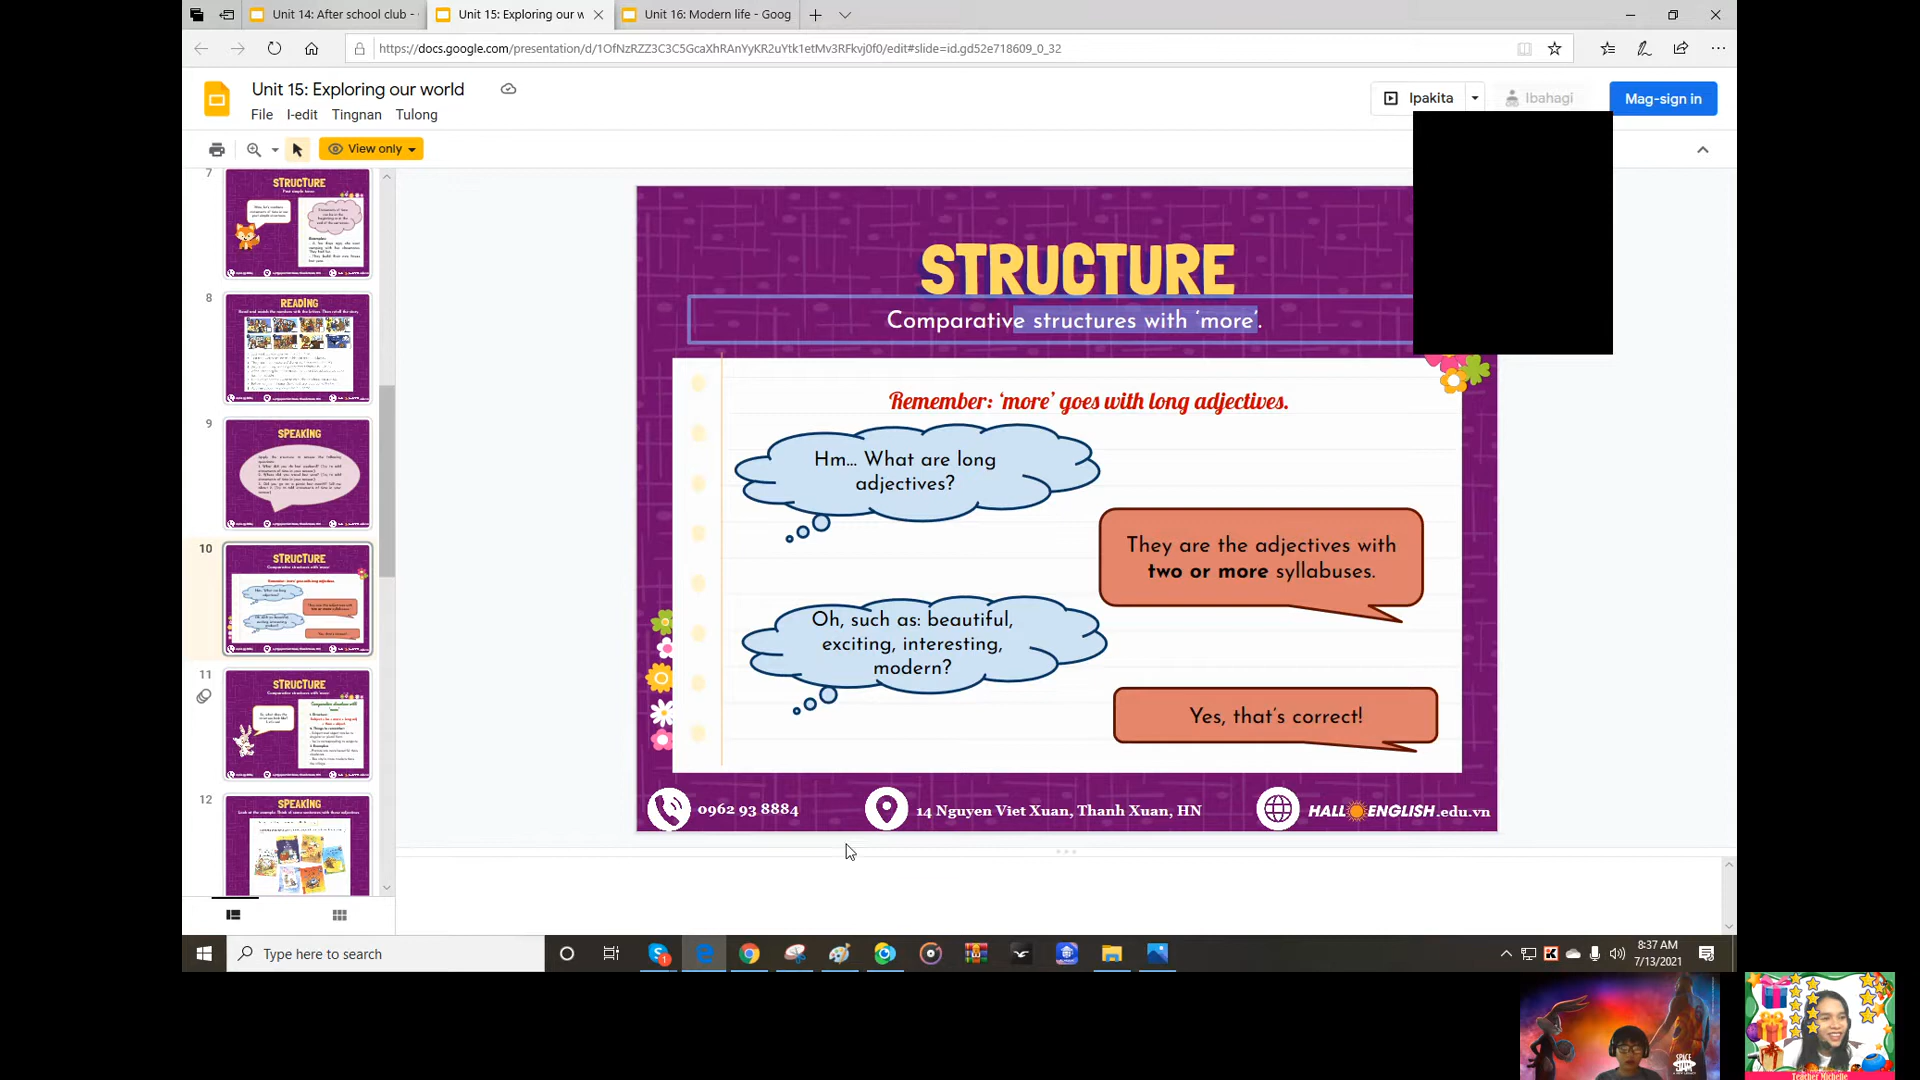 Unit 14: After school club -
Unit 15: Exploring our w
Unit 16: Modern life - Goog
https://docs.google.com/presentation/d/1OfNzRZZ3C3C5GcaXhRAnYyKR2uYtk1etMv3RFkvj0f0/edit#slide=id.gd52e718609_0_32
Unit 15: Exploring our world
File I-edit Tingnan Tulong
Ipakita
Ibahagi
Mag-sign in
View only
7
STRUCTURE
8
READING
9
SPEAKING
10
STRUCTURE
11
STRUCTURE
12
SPEAKING
STRUCTURE
Comparative structures with ‘more’.
Remember: ‘more’ goes with long adjectives.
Hm... What are long
adjectives?
They are the adjectives with
two or more syllabuses.
Oh, such as: beautiful,
exciting, interesting,
modern?
Yes, that’s correct!
0962 93 8884
14 Nguyen Viet Xuan, Thanh Xuan, HN
HALLO ENGLISH.edu.vn
Type here to search
8:37 AM
7/13/2021
SPACE JAM
Teacher Michelle